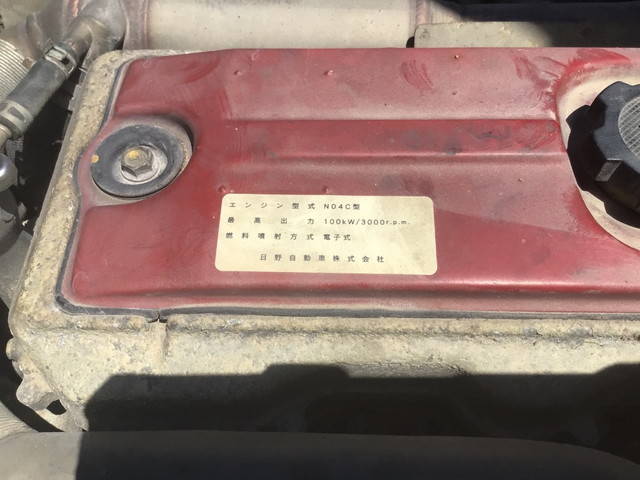 エンジン型式 N04C型
最高出力 100kW/3000r.p.m.
燃料噴射方式 電子式
日野自動車株式会社